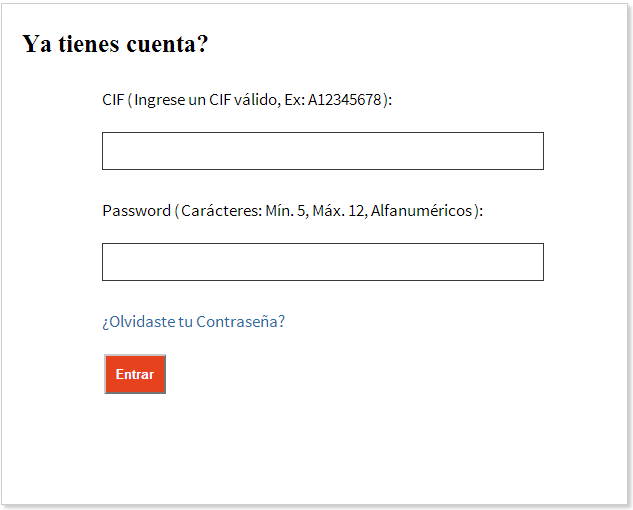 Ya tienes cuenta?
CIF (Ingrese un CIF válido, Ex: A12345678):
Password (Carácteres: Mín. 5, Máx. 12, Alfanuméricos):
¿Olvidaste tu Contraseña?
Entrar